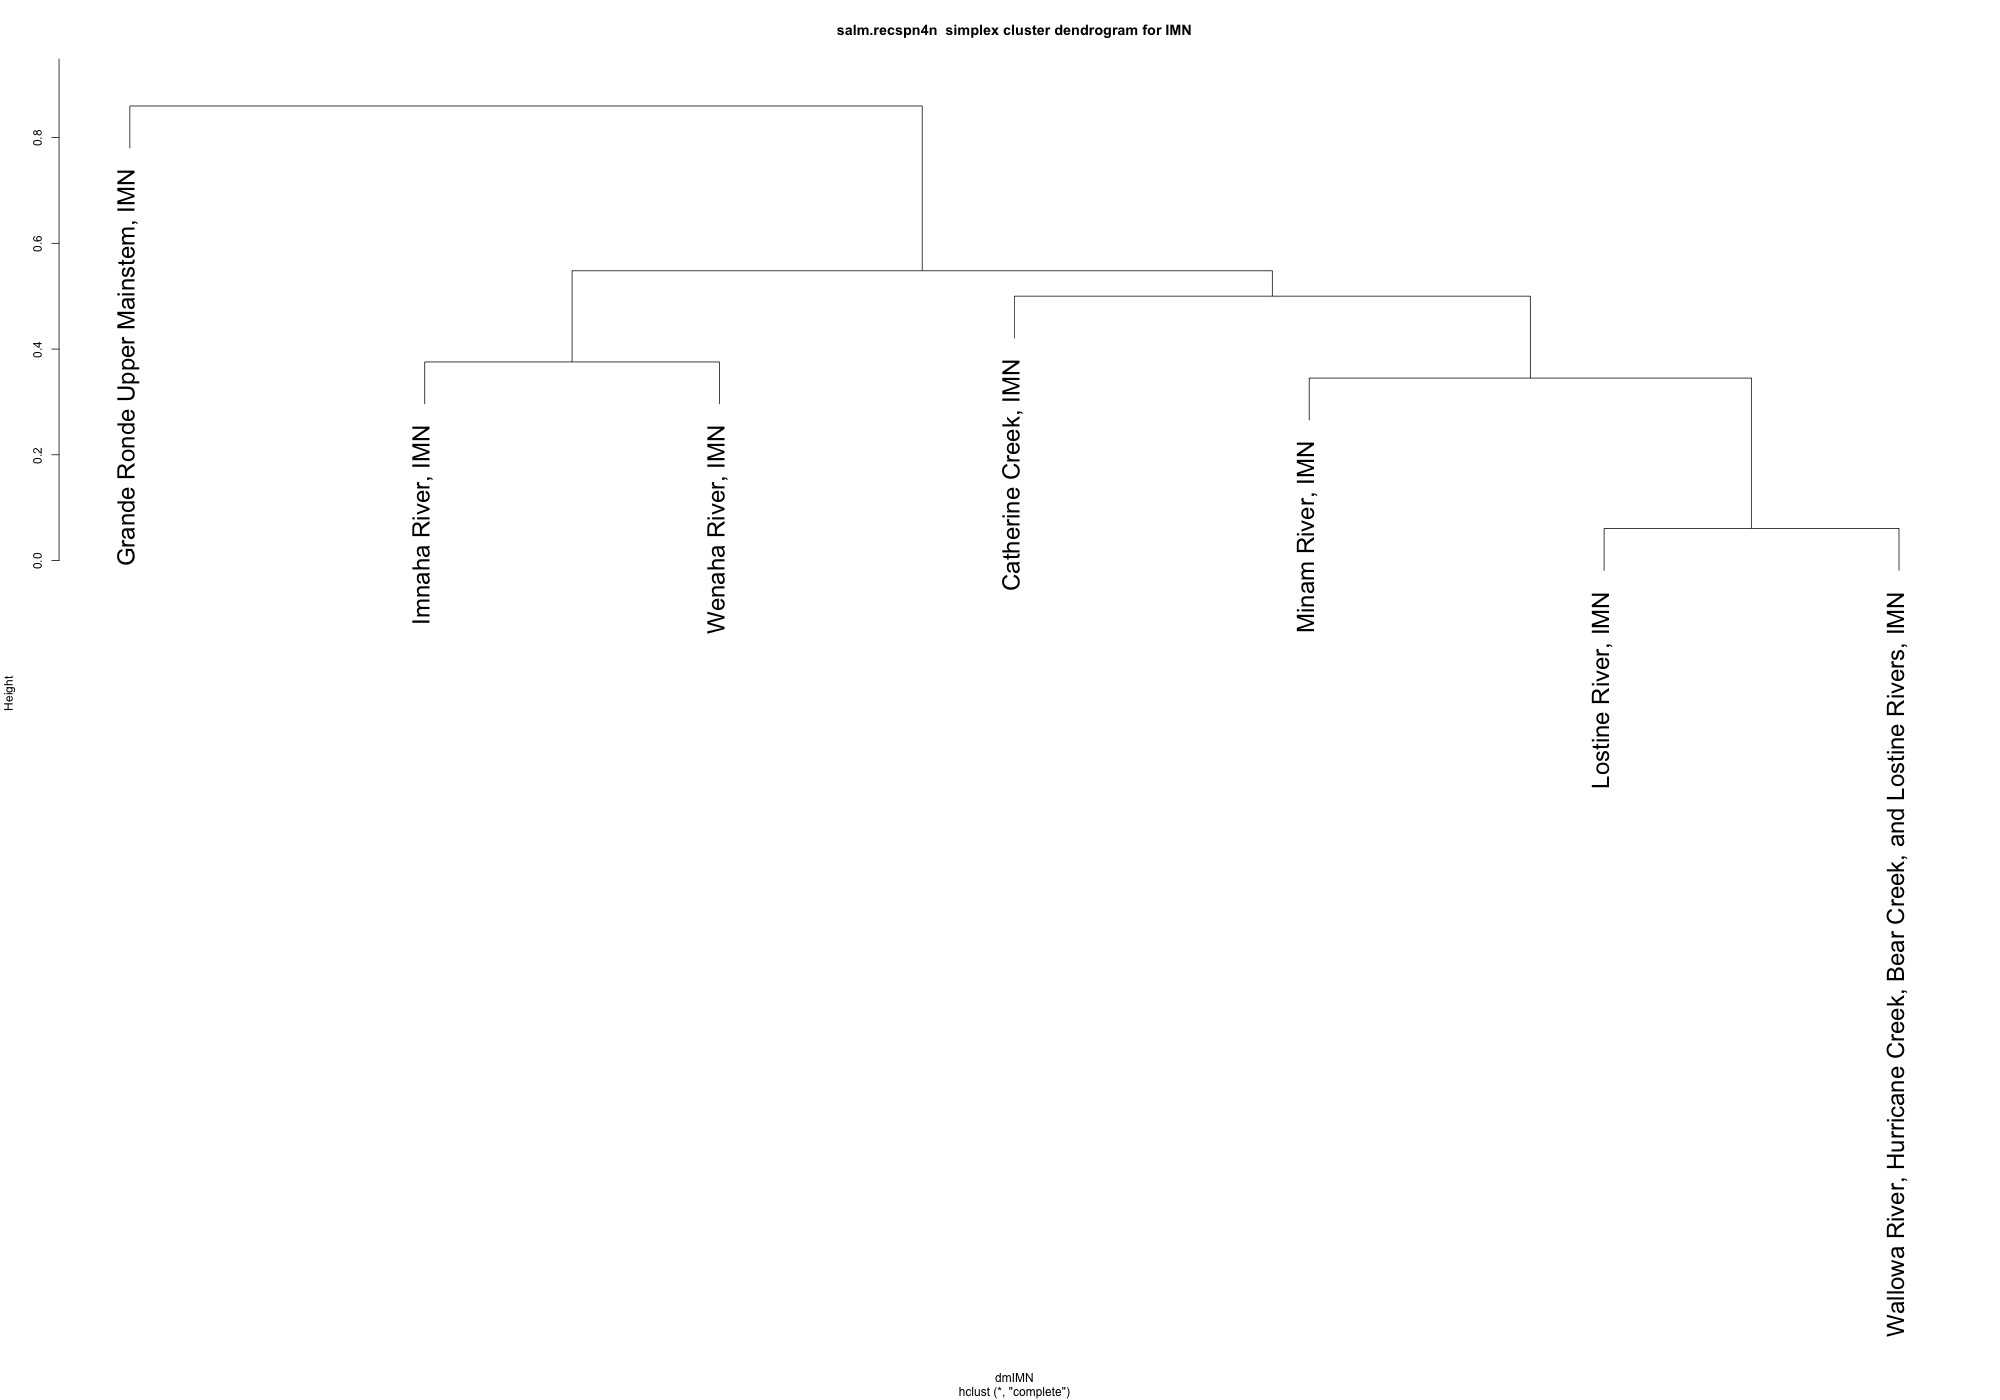 salm.recspn4n  simplex cluster dendrogram for IMN
Height
0.8
0.6
0.4
0.2
0.0
Grande Ronde Upper Mainstem, IMN
Imnaha River, IMN
Wenaha River, IMN
Catherine Creek, IMN
Minam River, IMN
Lostine River, IMN
Wallowa River, Hurricane Creek, Bear Creek, and Lostine Rivers, IMN
dmIMN
hclust (*, "complete")